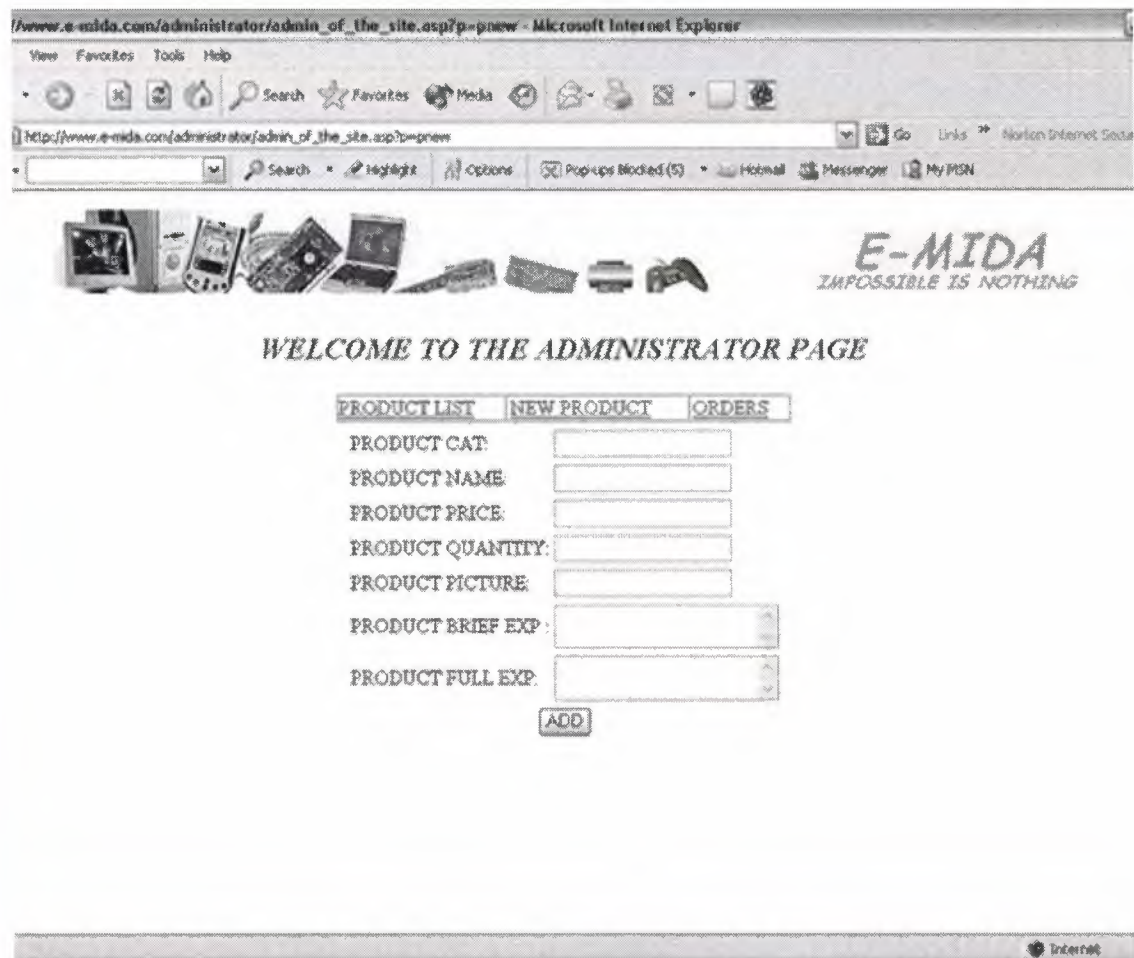 //www.e-mida.com/administrator/admin_of_the_site.asp?p=pnew - Microsoft Internet Explorer
View Favorites Tools Help
Search Favorites Media
http://www.e-mida.com/administrator/admin_of_the_site.asp?p=pnew Go Links » Norton Internet Secu
Search Highlight Options Pop-ups Blocked (5) Hotmail Messenger My MSN
E-MIDA
IMPOSSIBLE IS NOTHING
WELCOME TO THE ADMINISTRATOR PAGE
PRODUCT LIST NEW PRODUCT ORDERS
PRODUCT CAT:
PRODUCT NAME:
PRODUCT PRICE:
PRODUCT QUANTITY:
PRODUCT PICTURE:
PRODUCT BRIEF EXP :
PRODUCT FULL EXP:
ADD
Internet